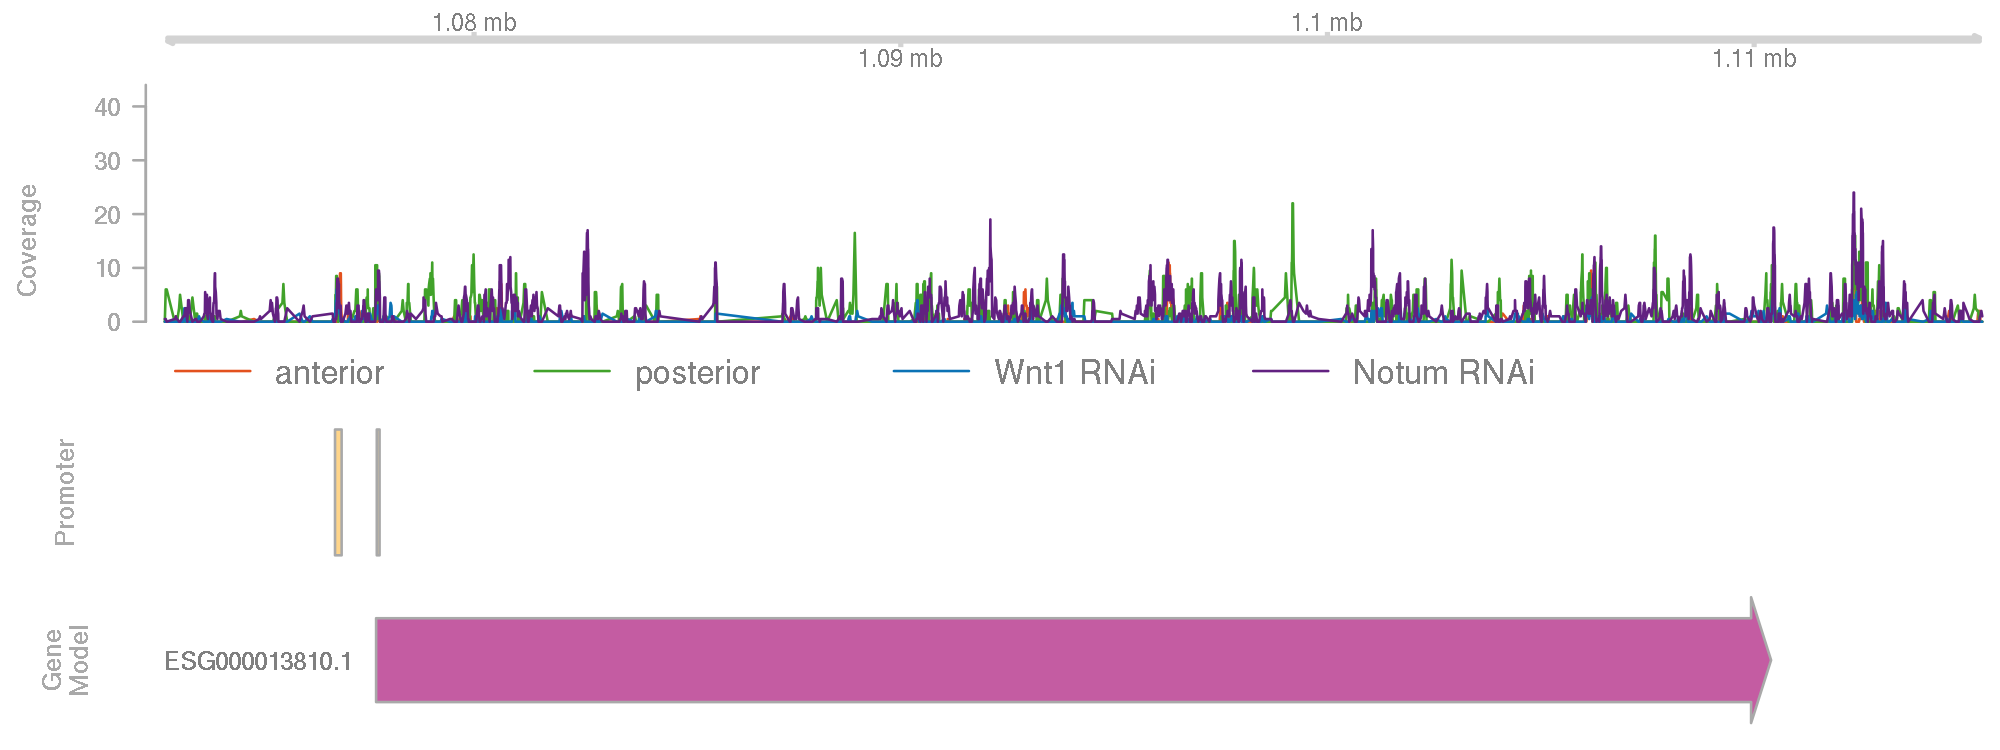 1.08 mb
1.1 mb
1.09 mb
1.11 mb
Coverage
40
30
20
10
0
anterior
posterior
Wnt1 RNAi
Notum RNAi
Promoter
Gene
Model
ESG000013810.1